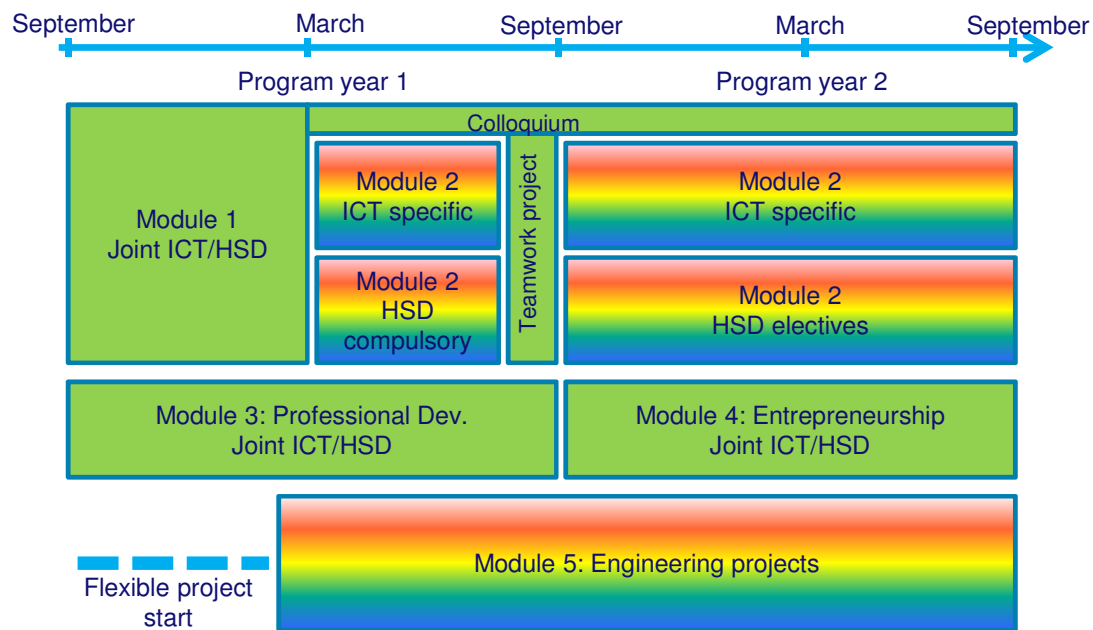 September
March
September
March
September
Program year 1
Program year 2
Colloquium
Module 1
Joint ICT/HSD
Module 2
ICT specific
Module 2
HSD
compulsory
Teamwork project
Module 2
ICT specific
Module 2
HSD electives
Module 3: Professional Dev.
Joint ICT/HSD
Module 4: Entrepreneurship
Joint ICT/HSD
Module 5: Engineering projects
Flexible project
start